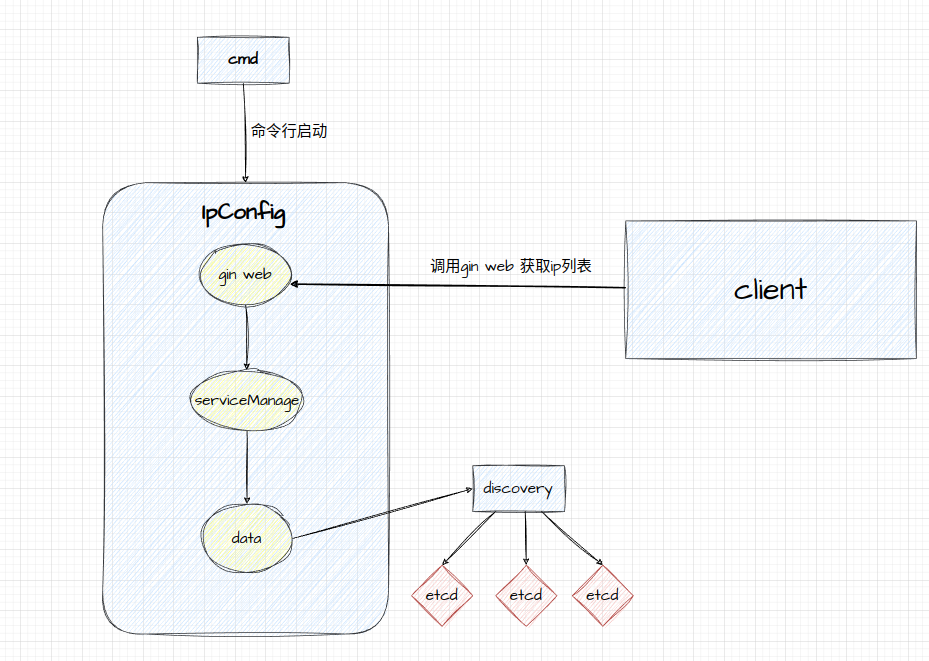 cmd
命令行启动
IpConfig
gin web
调用gin web 获取ip列表
client
serviceManage
discovery
data
etcd
etcd
etcd